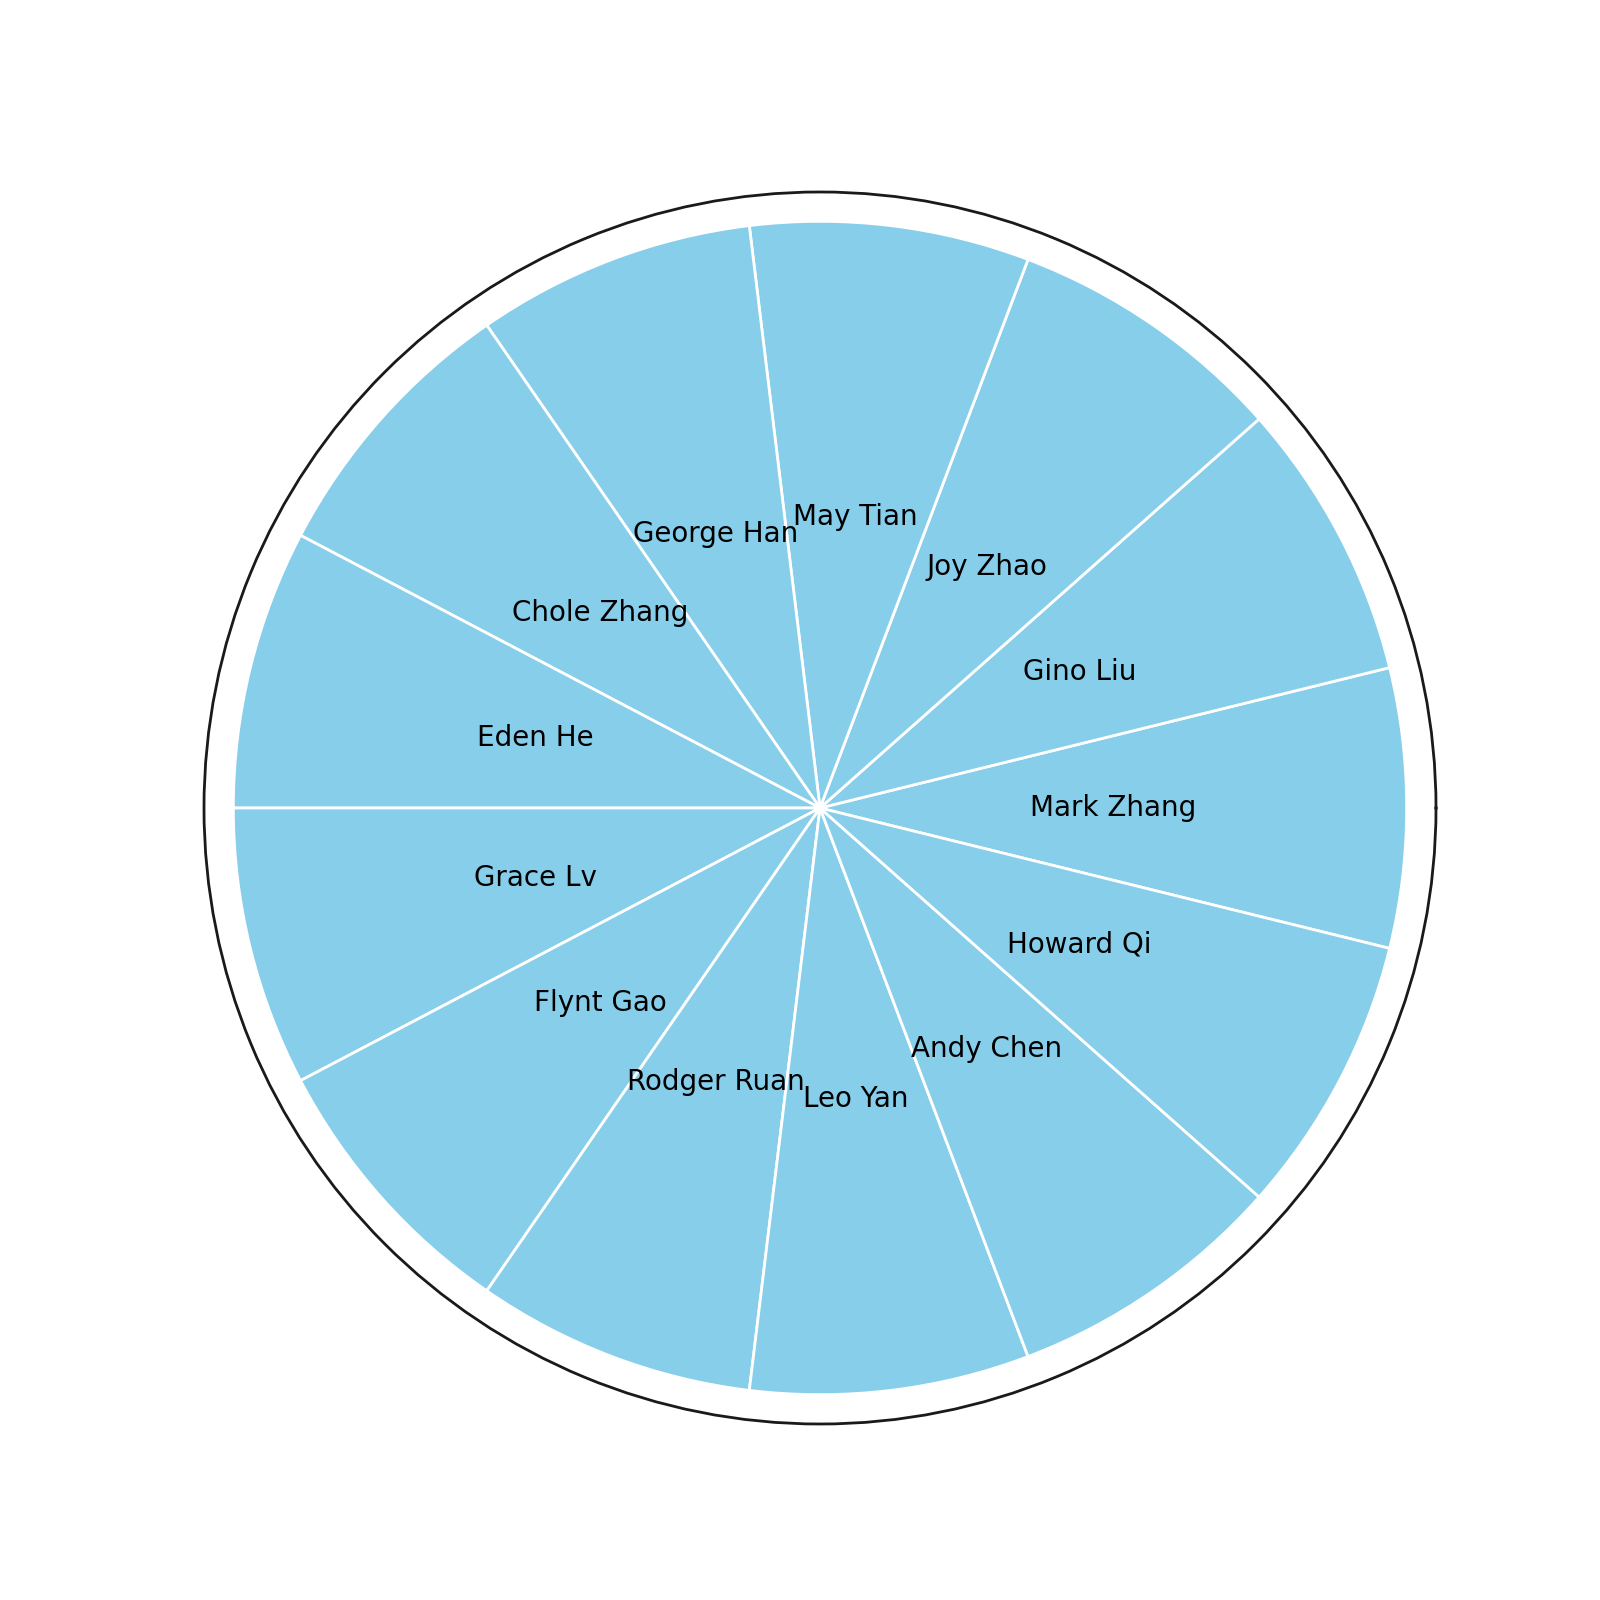 May Tian
George Han
Joy Zhao
Chole Zhang
Gino Liu
Eden He
Mark Zhang
Grace Lv
Howard Qi
Flynt Gao
Andy Chen
Rodger Ruan
Leo Yan